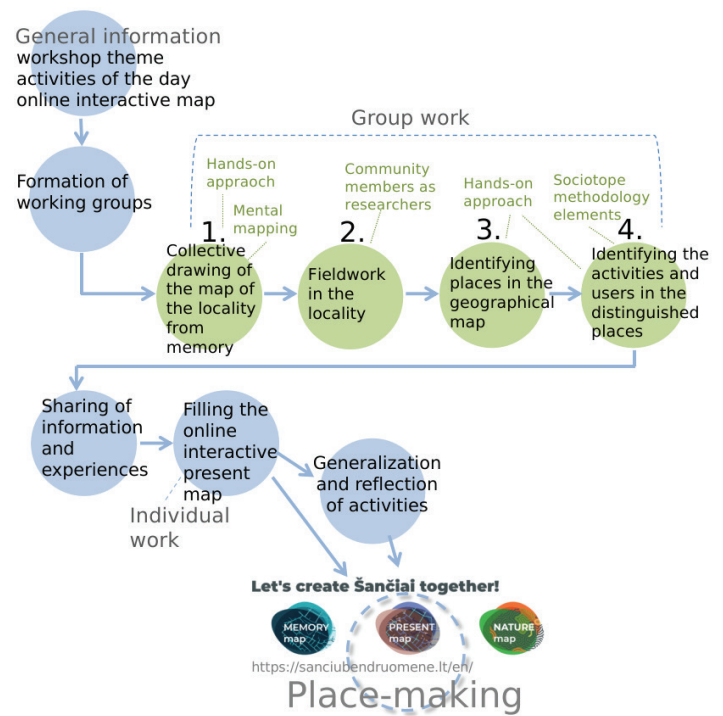 General information
workshop theme
activities of the day
online interactive map
Formation of
working groups
Group work
Hands-on
appraoch
Mental
mapping
1.
Collective
drawing of
the map of
the locality
from
memory
Community
members as
researchers
2.
Fieldwork
in the
locality
Hands-on
approach
3.
Identifying
places in the
geographical
map
Sociotope
methodology
elements
4.
Identifying the
activities and
users in the
distinguished
places
Sharing of
information
and
experiences
Filling the
online
interactive
present
map
Individual
work
Generalization
and reflection
of activities
Let's create Šančiai together!
MEMORY
map
PRESENT
map
NATURE
map
https://sanciubendruomene.lt/en/
Place-making